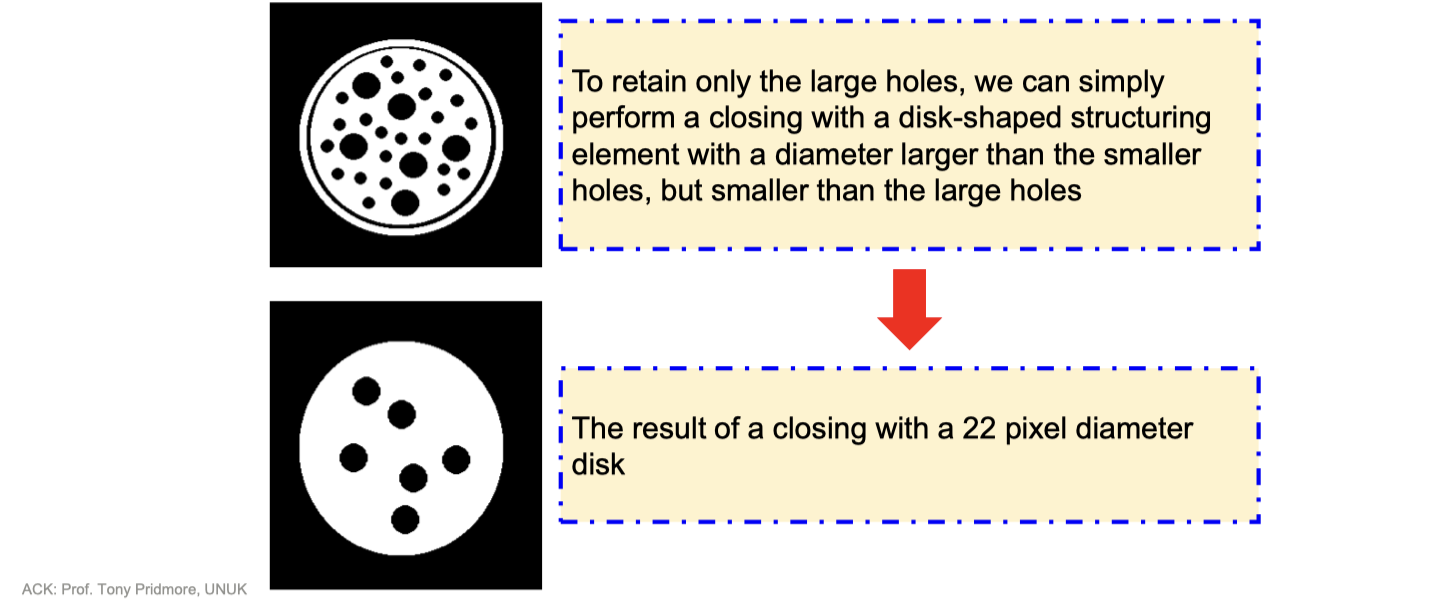 To retain only the large holes, we can simply
perform a closing with a disk-shaped structuring
element with a diameter larger than the smaller
holes, but smaller than the large holes
The result of a closing with a 22 pixel diameter
disk
ACK: Prof. Tony Pridmore, UNUK